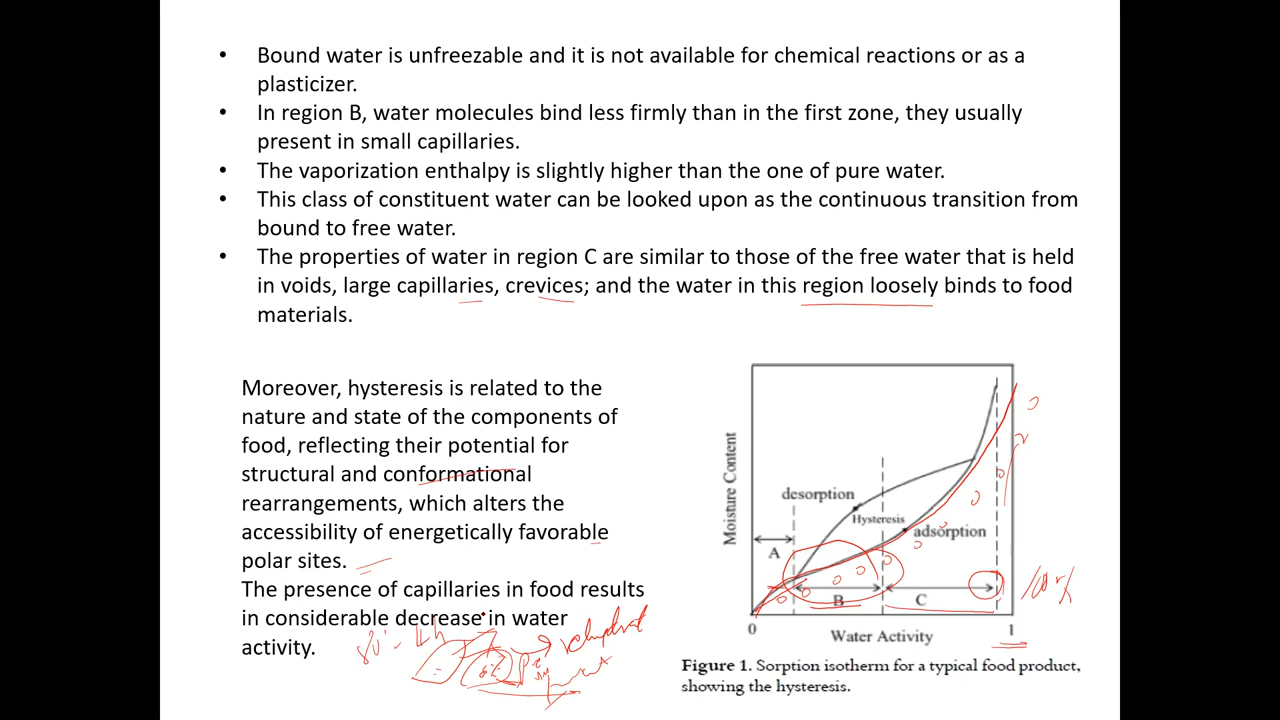 • Bound water is unfreezable and it is not available for chemical reactions or as a
plasticizer.
• In region B, water molecules bind less firmly than in the first zone, they usually
present in small capillaries.
• The vaporization enthalpy is slightly higher than the one of pure water.
• This class of constituent water can be looked upon as the continuous transition from
bound to free water.
• The properties of water in region C are similar to those of the free water that is held
in voids, large capillaries, crevices; and the water in this region loosely binds to food
materials.
Moreover, hysteresis is related to the
nature and state of the components of
food, reflecting their potential for
structural and conformational
rearrangements, which alters the
accessibility of energetically favorable
polar sites.
The presence of capillaries in food results
in considerable decrease in water
activity.
Moisture Content
desorption
Hysteresis
adsorption
A
B
C
100%
0
1
Water Activity
Figure 1. Sorption isotherm for a typical food product,
showing the hysteresis.